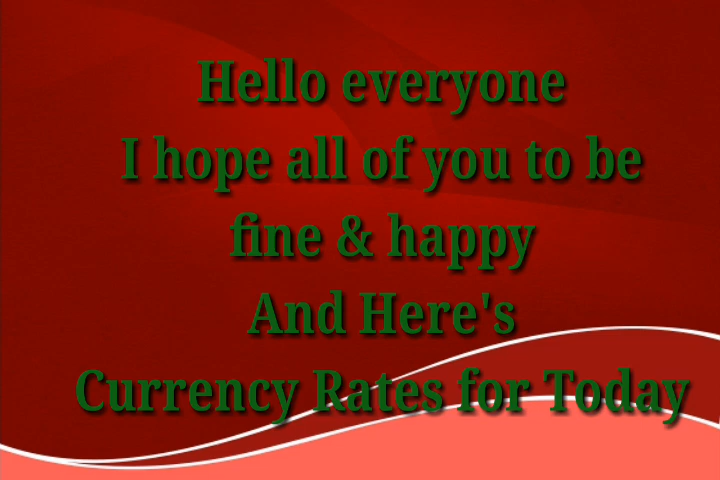 Hello everyone
I hope all of you to be
fine & happy
And Here's
Currency Rates for Today